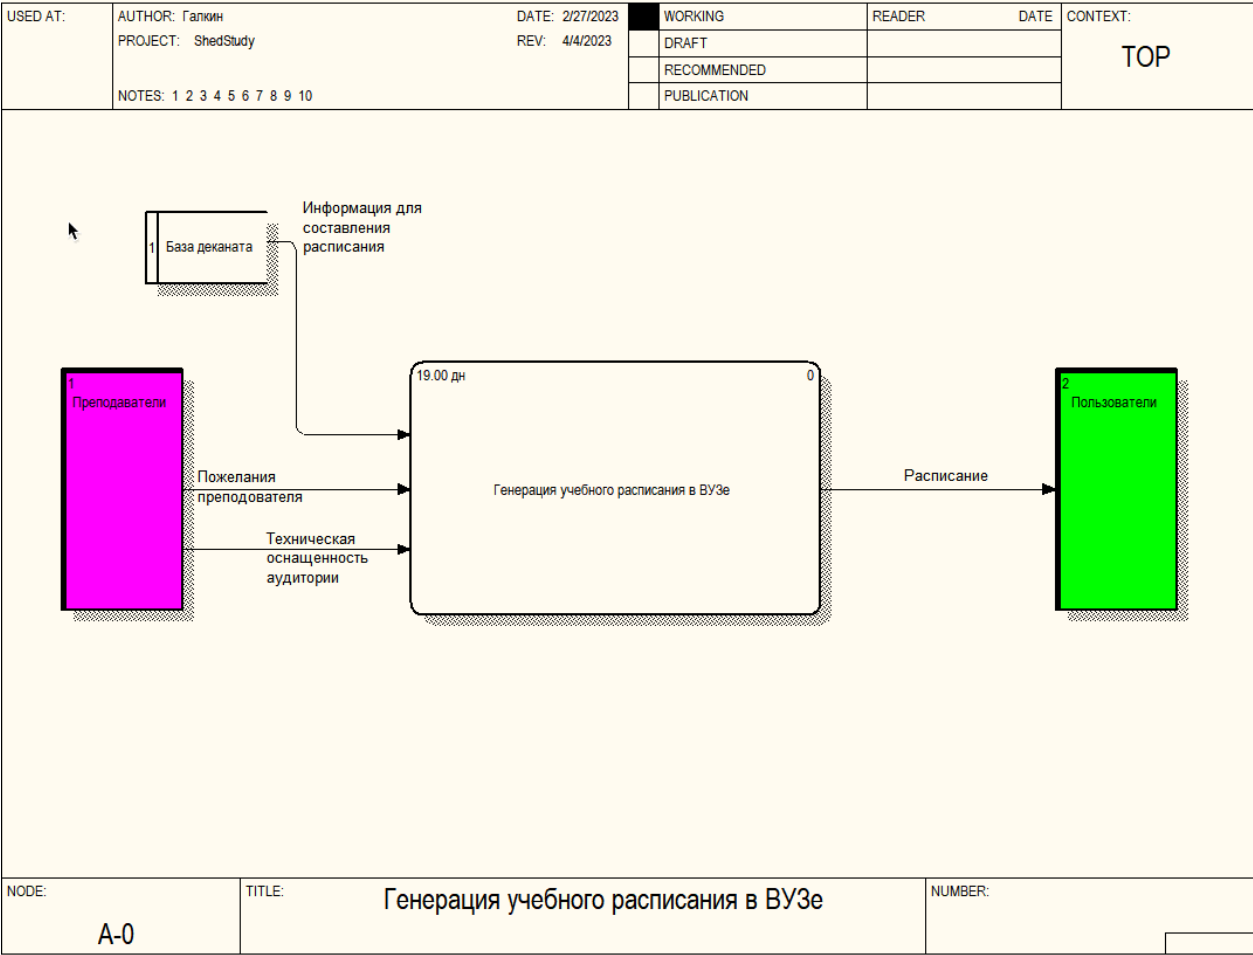 USED AT:
AUTHOR: Галкин
DATE: 2/27/2023
WORKING
READER
DATE
CONTEXT:
PROJECT: ShedStudy
REV: 4/4/2023
DRAFT
TOP
RECOMMENDED
NOTES: 1 2 3 4 5 6 7 8 9 10
PUBLICATION
Информация для
составления
расписания
1
База деканата
1
Преподаватели
19.00 дн
0
2
Пользователи
Пожелания
преподователя
Генерация учебного расписания в ВУЗе
Расписание
Техническая
оснащенность
аудитории
NODE:
A-0
TITLE:
Генерация учебного расписания в ВУЗе
NUMBER: